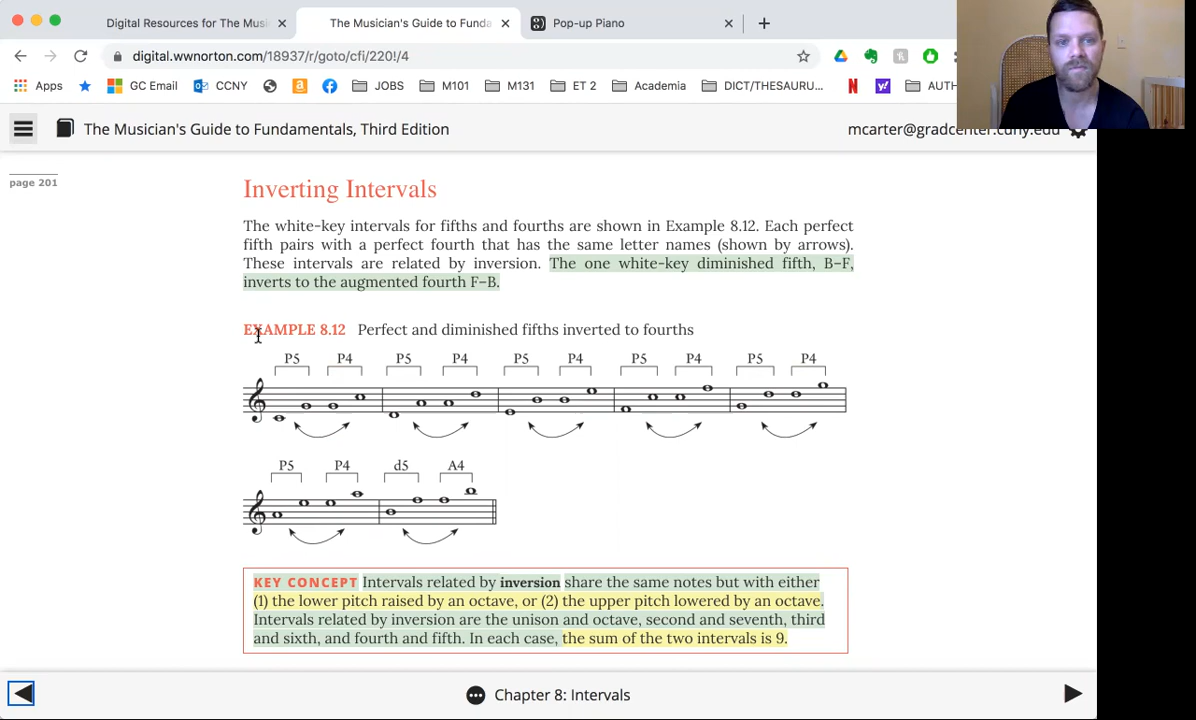 Digital Resources for The Musi
The Musician's Guide to Funda
Pop-up Piano
digital.wwnorton.com/18937/r/goto/cfi/220!/4
Apps
GC Email
CCNY
JOBS
M101
M131
ET 2
Academia
DICT/THESAURU...
AUTH
The Musician's Guide to Fundamentals, Third Edition
mcarter@gradcenter.cuny.edu
page 201
Inverting Intervals
The white-key intervals for fifths and fourths are shown in Example 8.12. Each perfect
fifth pairs with a perfect fourth that has the same letter names (shown by arrows).
These intervals are related by inversion. The one white-key diminished fifth, B–F,
inverts to the augmented fourth F–B.
EXAMPLE 8.12 Perfect and diminished fifths inverted to fourths
P5 P4 P5 P4 P5 P4 P5 P4 P5 P4
P5 P4 d5 A4
KEY CONCEPT Intervals related by inversion share the same notes but with either
(1) the lower pitch raised by an octave, or (2) the upper pitch lowered by an octave.
Intervals related by inversion are the unison and octave, second and seventh, third
and sixth, and fourth and fifth. In each case, the sum of the two intervals is 9.
Chapter 8: Intervals